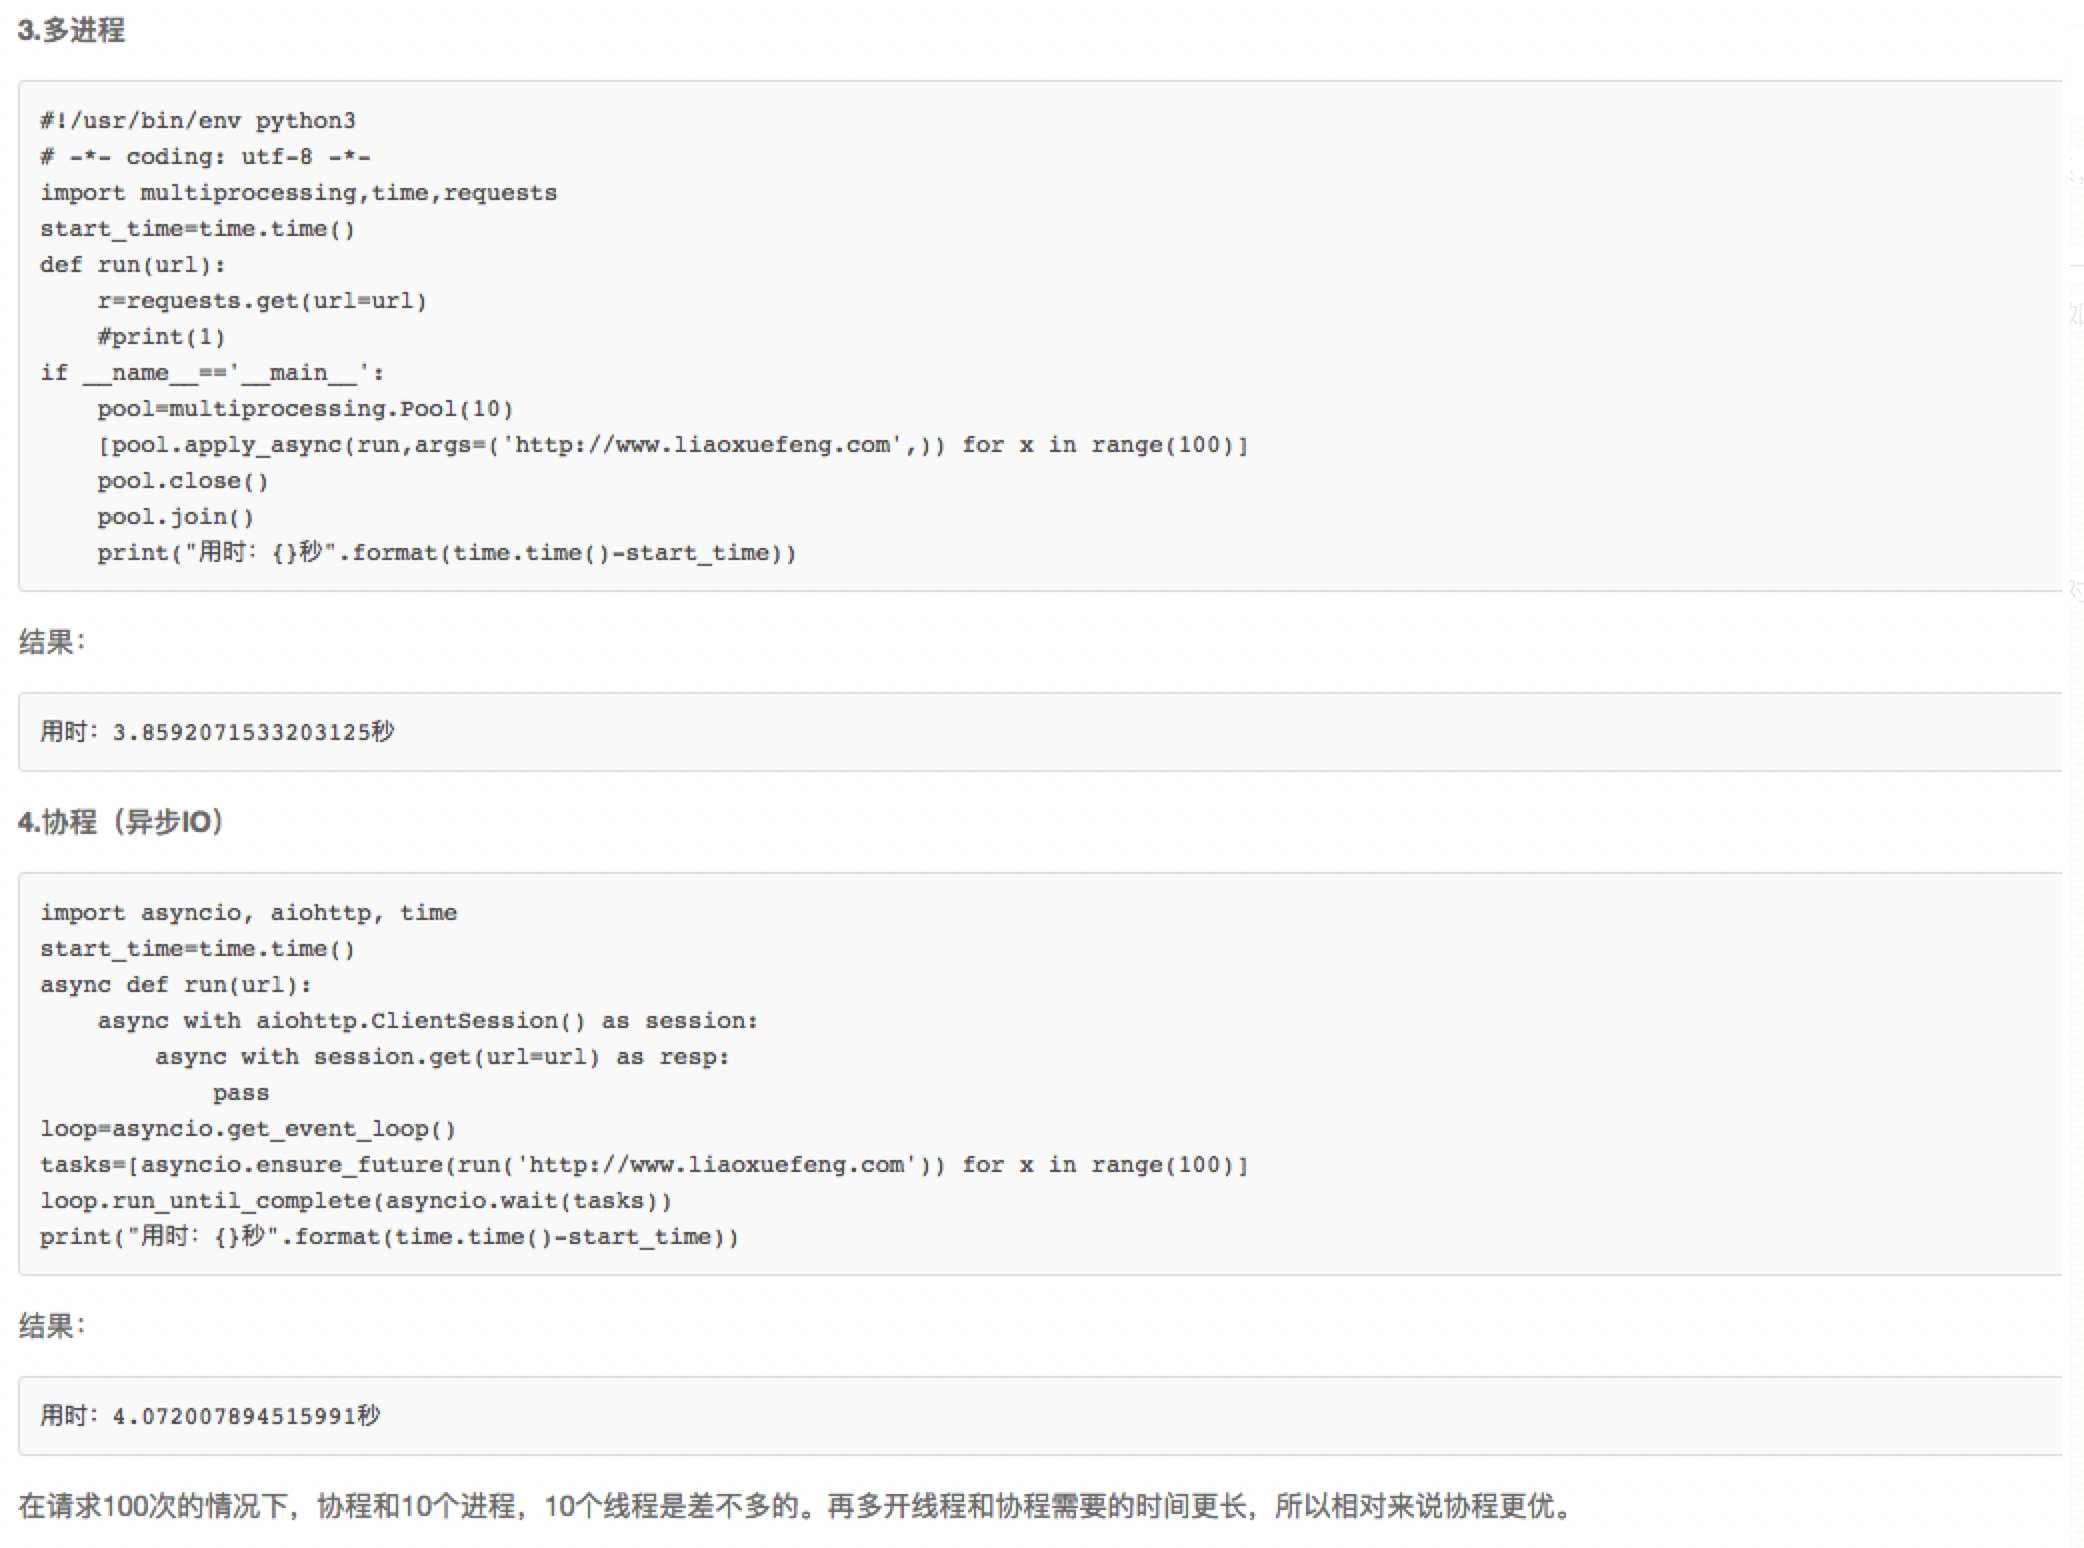 3.多进程
#!/usr/bin/env python3
# -*- coding: utf-8 -*-
import multiprocessing,time,requests
start_time=time.time()
def run(url):
    r=requests.get(url=url)
    #print(1)
if __name__=='__main__':
    pool=multiprocessing.Pool(10)
    [pool.apply_async(run,args=('http://www.liaoxuefeng.com',)) for x in range(100)]
    pool.close()
    pool.join()
    print("用时：{}秒".format(time.time()-start_time))
结果：
用时：3.8592071533203125秒
4.协程（异步IO）
import asyncio, aiohttp, time
start_time=time.time()
async def run(url):
    async with aiohttp.ClientSession() as session:
        async with session.get(url=url) as resp:
            pass
loop=asyncio.get_event_loop()
tasks=[asyncio.ensure_future(run('http://www.liaoxuefeng.com')) for x in range(100)]
loop.run_until_complete(asyncio.wait(tasks))
print("用时：{}秒".format(time.time()-start_time))
结果：
用时：4.072007894515991秒
在请求100次的情况下，协程和10个进程，10个线程是差不多的。再多开线程和协程需要的时间更长，所以相对来说协程更优。